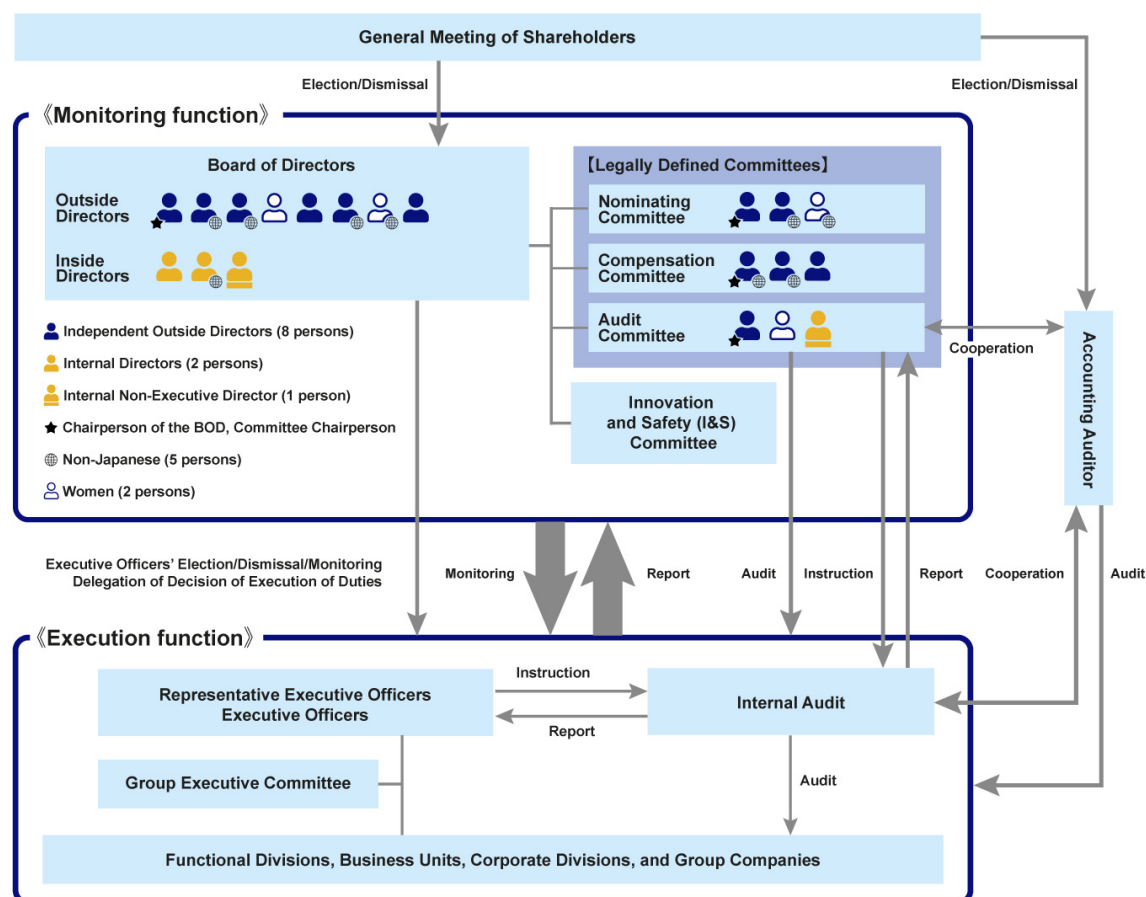 General Meeting of Shareholders
Election/Dismissal
Election/Dismissal
《Monitoring function》
Board of Directors
Outside
Directors
Inside
Directors
Independent Outside Directors (8 persons)
Internal Directors (2 persons)
Internal Non-Executive Director (1 person)
Chairperson of the BOD, Committee Chairperson
Non-Japanese (5 persons)
Women (2 persons)
【Legally Defined Committees】
Nominating
Committee
Compensation
Committee
Audit
Committee
Innovation
and Safety (I&S)
Committee
Cooperation
Accounting Auditor
Executive Officers' Election/Dismissal/Monitoring
Delegation of Decision of Execution of Duties
Monitoring
Report
Audit
Instruction
Report
Cooperation
Audit
《Execution function》
Representative Executive Officers
Executive Officers
Instruction
Report
Internal Audit
Group Executive Committee
Audit
Functional Divisions, Business Units, Corporate Divisions, and Group Companies